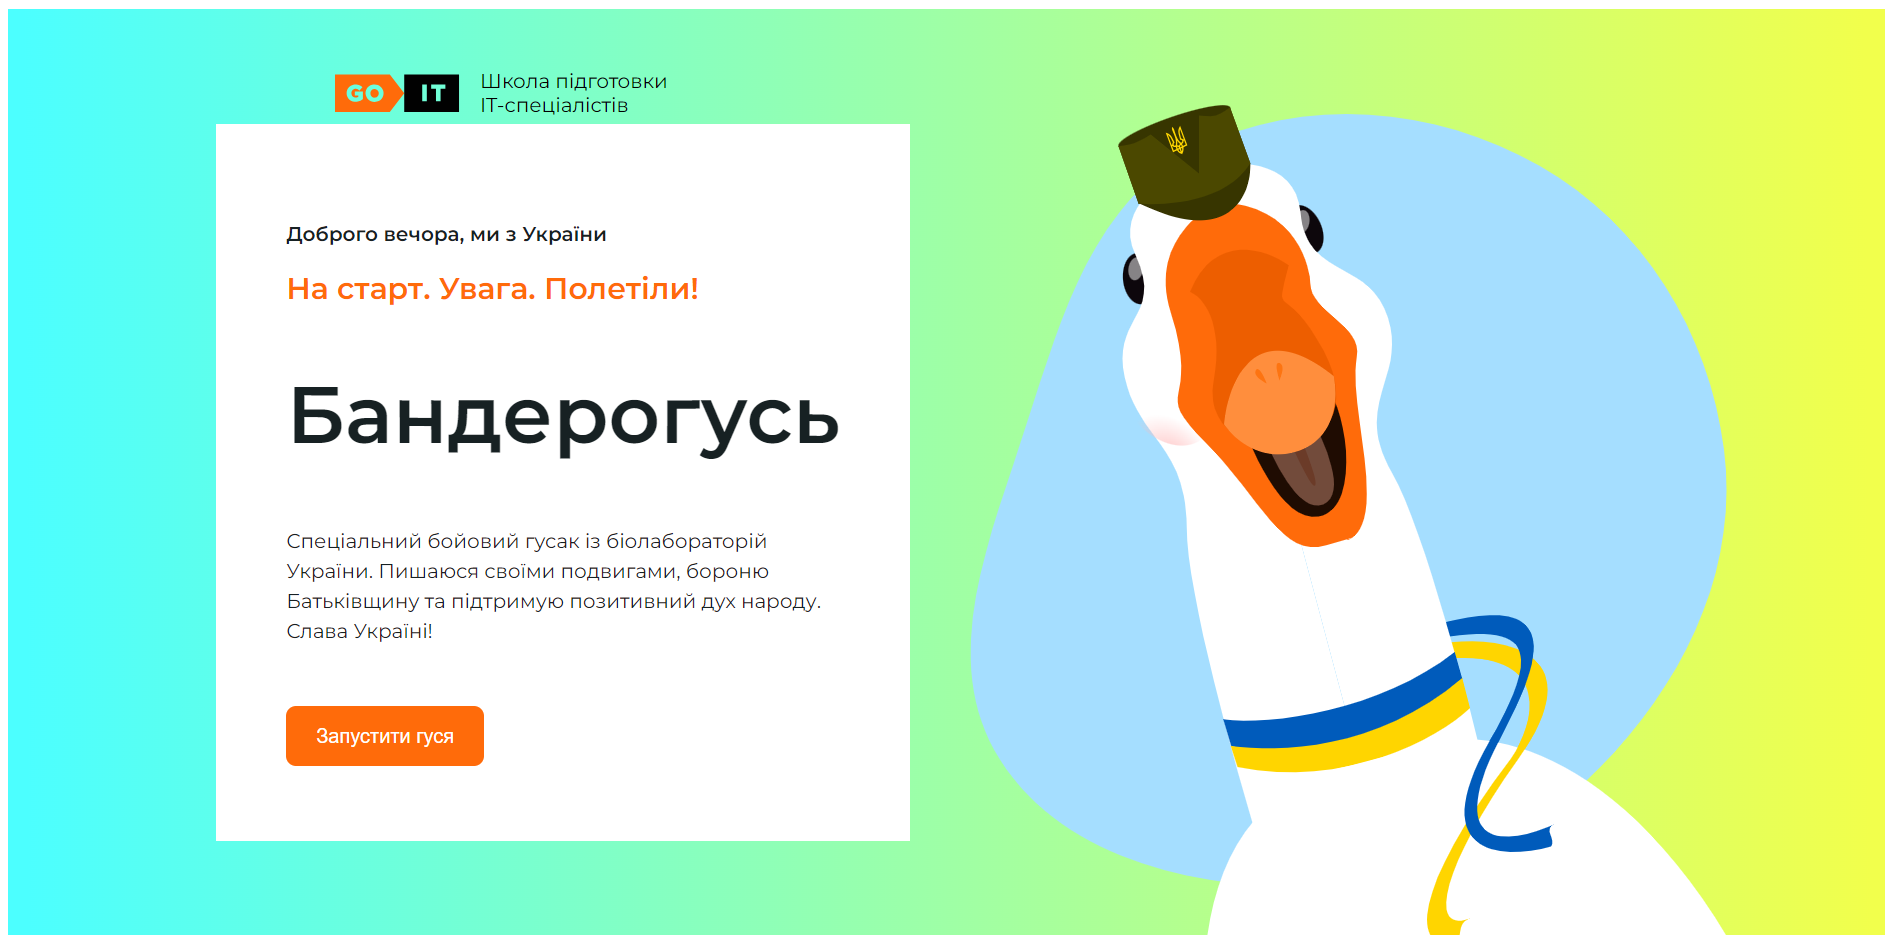 GO IT
Школа підготовки
ІТ-спеціалістів
Доброго вечора, ми з України
На старт. Увага. Полетіли!
Бандерогусь
Спеціальний бойовий гусак із біолабораторій
України. Пишаюся своїми подвигами, бороню
Батьківщину та підтримую позитивний дух народу.
Слава Україні!
Запустити гуся